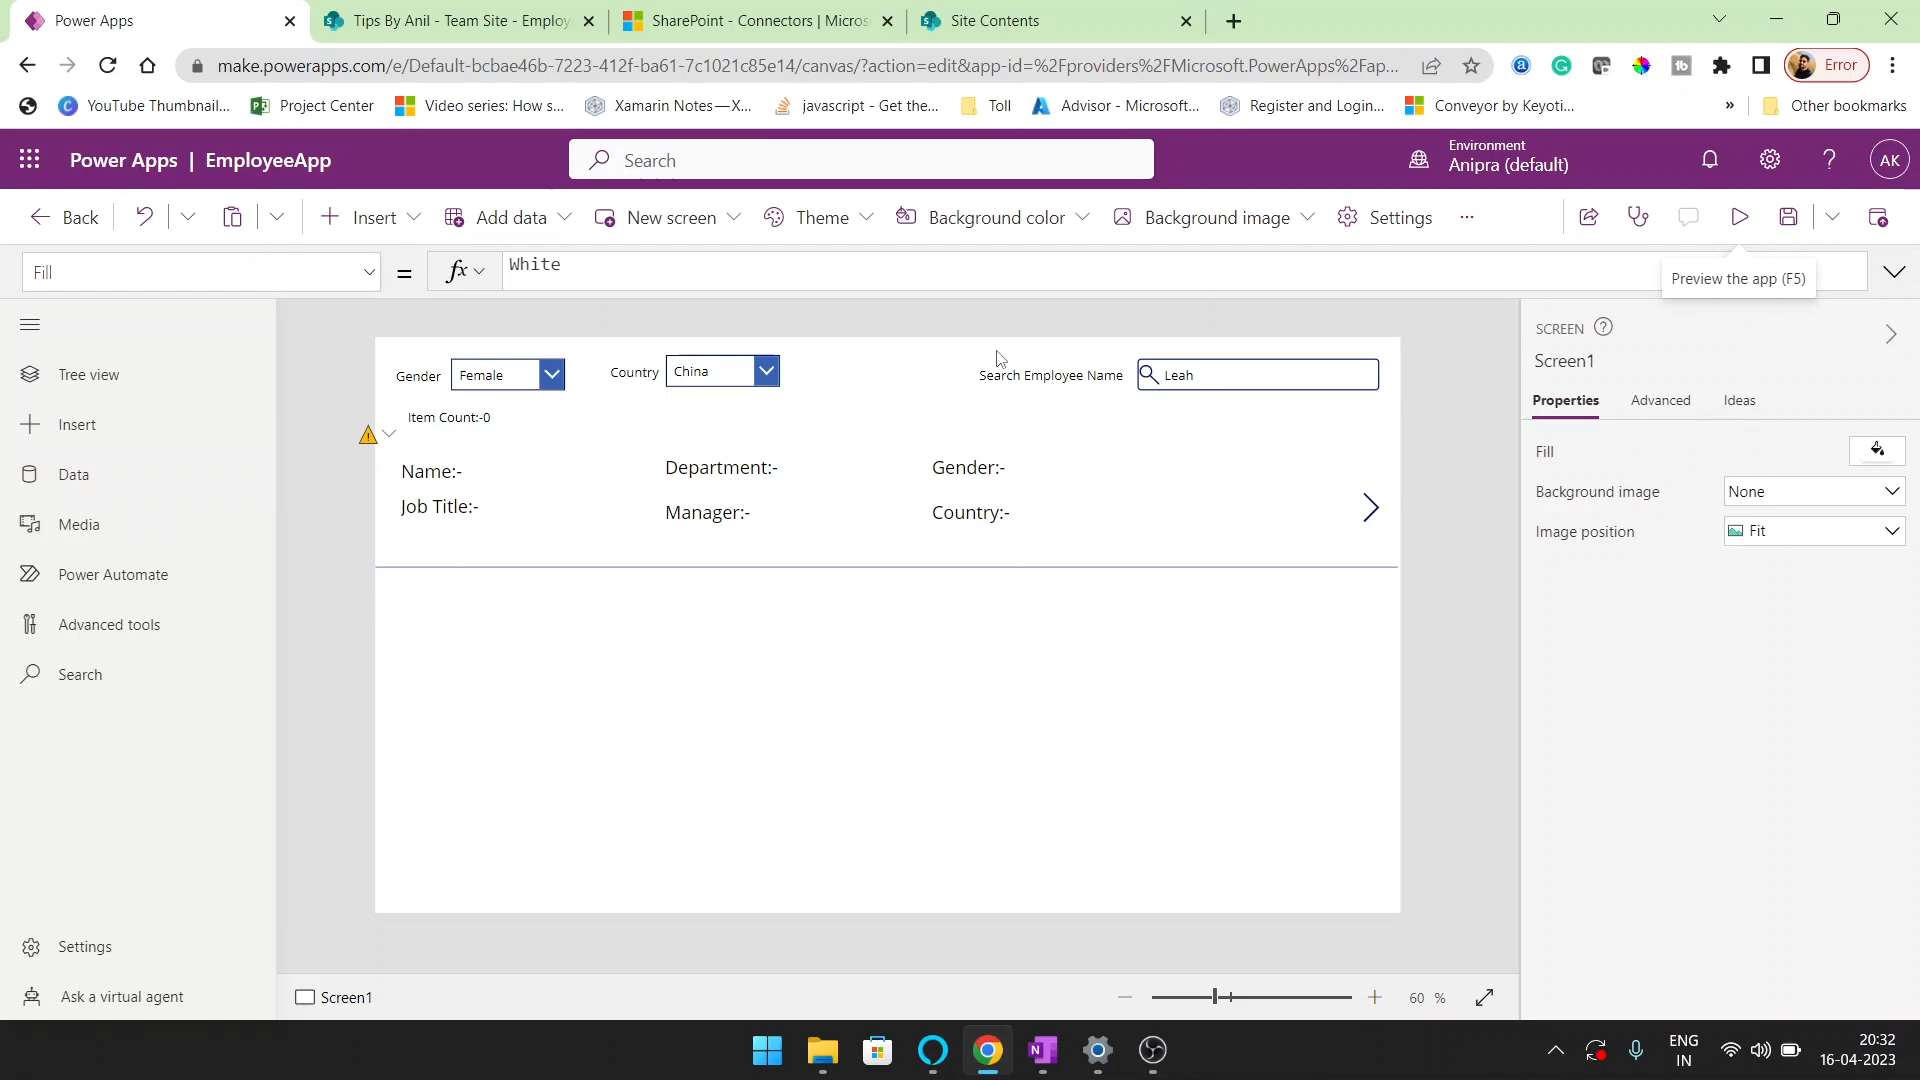 Power Apps
Tips By Anil - Team Site - Employ
SharePoint - Connectors | Micros
Site Contents
make.powerapps.com/e/Default-bcbae46b-7223-412f-ba61-7c1021c85e14/canvas/?action=edit&app-id=%2Fproviders%2FMicrosoft.PowerApps%2Fap...
Error
YouTube Thumbnail...
Project Center
Video series: How s...
Xamarin Notes—X...
javascript - Get the...
Toll
Advisor - Microsoft...
Register and Login...
Conveyor by Keyoti...
»
Other bookmarks
Power Apps | EmployeeApp
Search
Environment
Anipra (default)
AK
Back
Insert
Add data
New screen
Theme
Background color
Background image
Settings
...
Fill
=
fx
White
Preview the app (F5)
Tree view
Insert
Data
Media
Power Automate
Advanced tools
Search
Settings
Ask a virtual agent
Gender
Female
Country
China
Search Employee Name
Leah
Item Count:-0
Name:-
Department:-
Gender:-
Job Title:-
Manager:-
Country:-
SCREEN
Screen1
Properties
Advanced
Ideas
Fill
Background image
None
Image position
Fit
Screen1
60 %
ENG
IN
20:32
16-04-2023